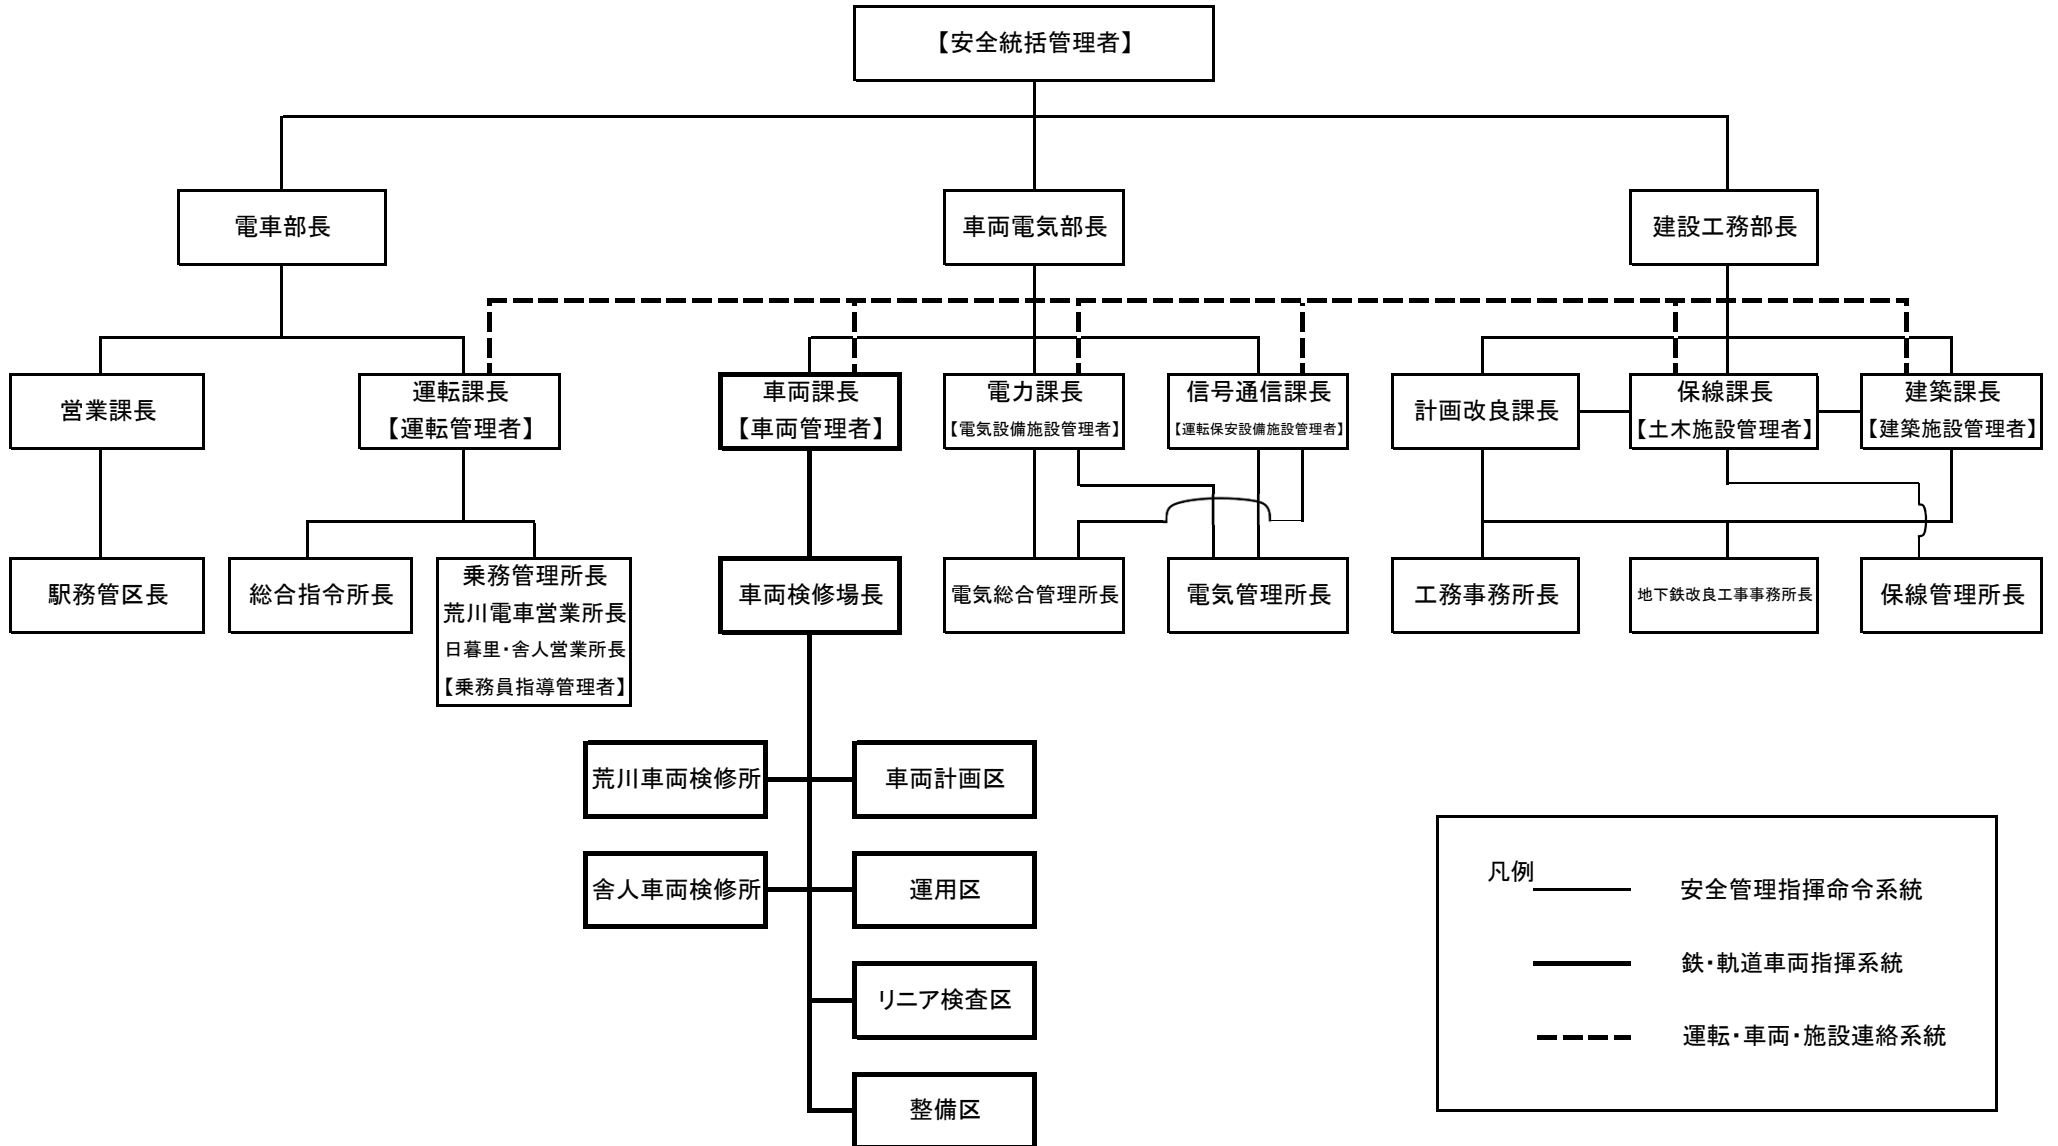 【安全統括管理者】
電車部長
車両電気部長
建設工務部長
営業課長
運転課長
【運転管理者】
車両課長
【車両管理者】
電力課長
【電気設備施設管理者】
信号通信課長
【運転保安設備施設管理者】
計画改良課長
保線課長
【土木施設管理者】
建築課長
【建築施設管理者】
駅務管区長
総合指令所長
乗務管理所長
荒川電車営業所長
日暮里・舎人営業所長
【乗務員指導管理者】
車両検修場長
電気総合管理所長
電気管理所長
工務事務所長
地下鉄改良工事事務所長
保線管理所長
荒川車両検修所
車両計画区
舎人車両検修所
運用区
リニア検査区
整備区
凡例
安全管理指揮命令系統
鉄・軌道車両指揮系統
運転・車両・施設連絡系統